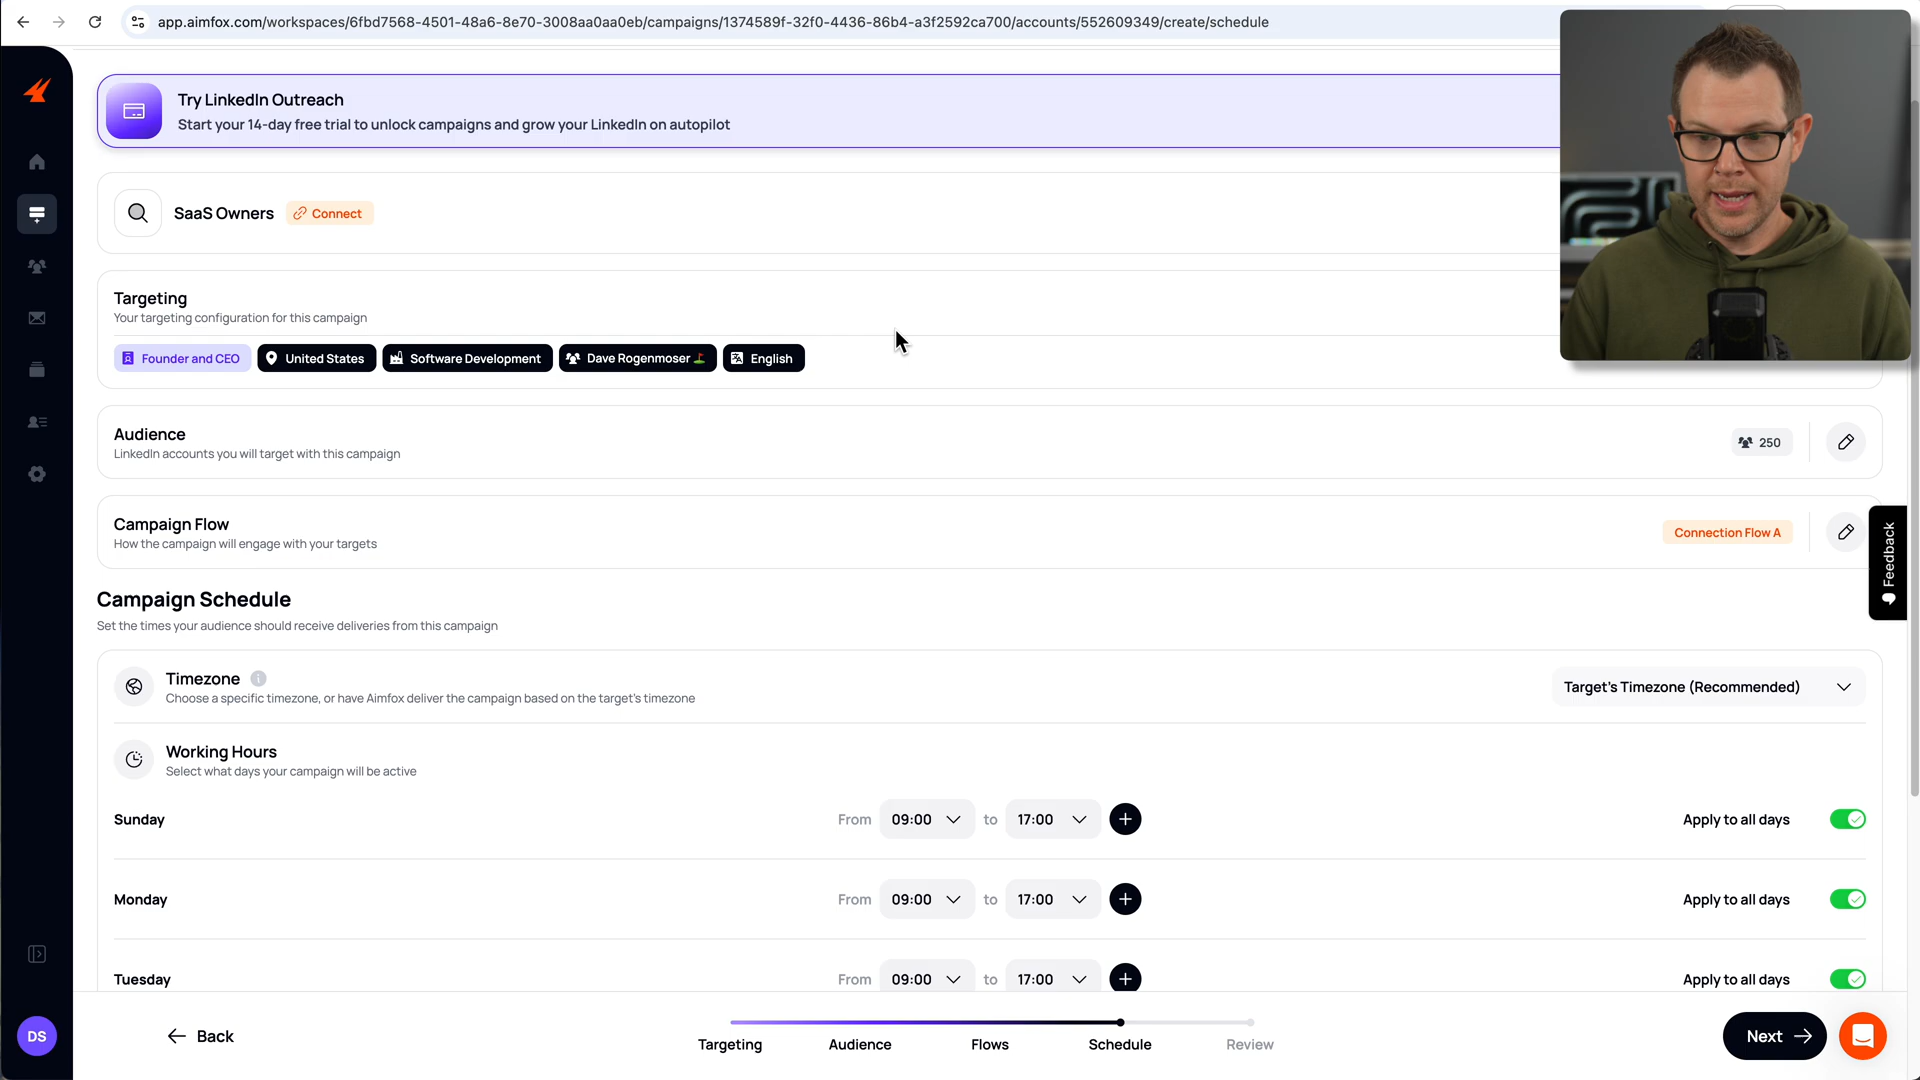 app.aimfox.com/workspaces/6fbd7568-4501-48a6-8e70-3008aa0aa0eb/campaigns/1374589f-32f0-4436-86b4-a3f2592ca700/accounts/552609349/create/schedule
Try LinkedIn Outreach
Start your 14-day free trial to unlock campaigns and grow your LinkedIn on autopilot
SaaS Owners Connect
Targeting
Your targeting configuration for this campaign
Founder and CEO United States Software Development Dave Rogenmoser English
Audience
LinkedIn accounts you will target with this campaign
250
Campaign Flow
How the campaign will engage with your targets
Connection Flow A
Feedback
Campaign Schedule
Set the times your audience should receive deliveries from this campaign
Timezone
Choose a specific timezone, or have Aimfox deliver the campaign based on the target's timezone
Target's Timezone (Recommended)
Working Hours
Select what days your campaign will be active
Sunday From 09:00 to 17:00 Apply to all days
Monday From 09:00 to 17:00 Apply to all days
Tuesday From 09:00 to 17:00 Apply to all days
DS
Back
Targeting Audience Flows Schedule Review
Next